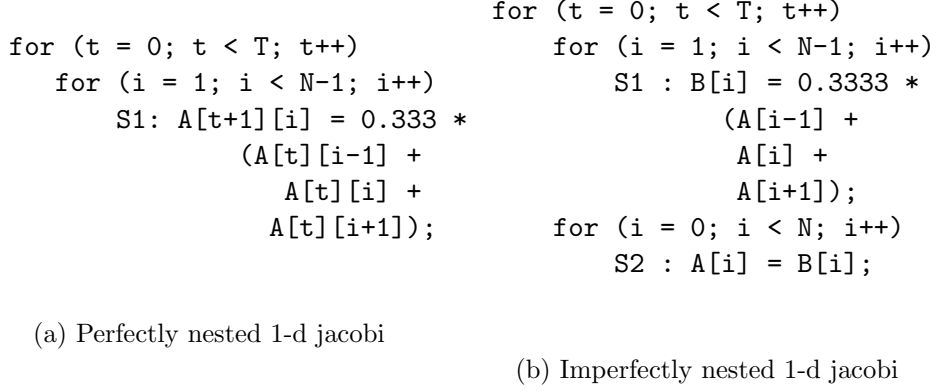 for (t = 0; t < T; t++)
for (i = 1; i < N-1; i++)
S1: A[t+1][i] = 0.333 *
(A[t][i-1] +
A[t][i] +
A[t][i+1]);
(a) Perfectly nested 1-d jacobi
for (t = 0; t < T; t++)
for (i = 1; i < N-1; i++)
S1 : B[i] = 0.3333 *
(A[i-1] +
A[i] +
A[i+1]);
for (i = 0; i < N; i++)
S2 : A[i] = B[i];
(b) Imperfectly nested 1-d jacobi